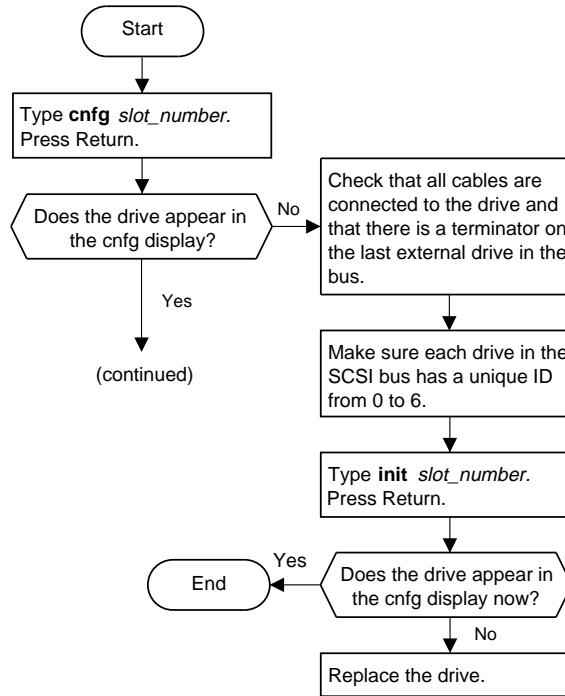 Start
Type cnfg slot_number.
Press Return.
Does the drive appear in
the cnfg display?
No
Yes
(continued)
Check that all cables are
connected to the drive and
that there is a terminator on
the last external drive in the
bus.
Make sure each drive in the
SCSI bus has a unique ID
from 0 to 6.
Type init slot_number.
Press Return.
Does the drive appear in
the cnfg display now?
Yes
End
No
Replace the drive.